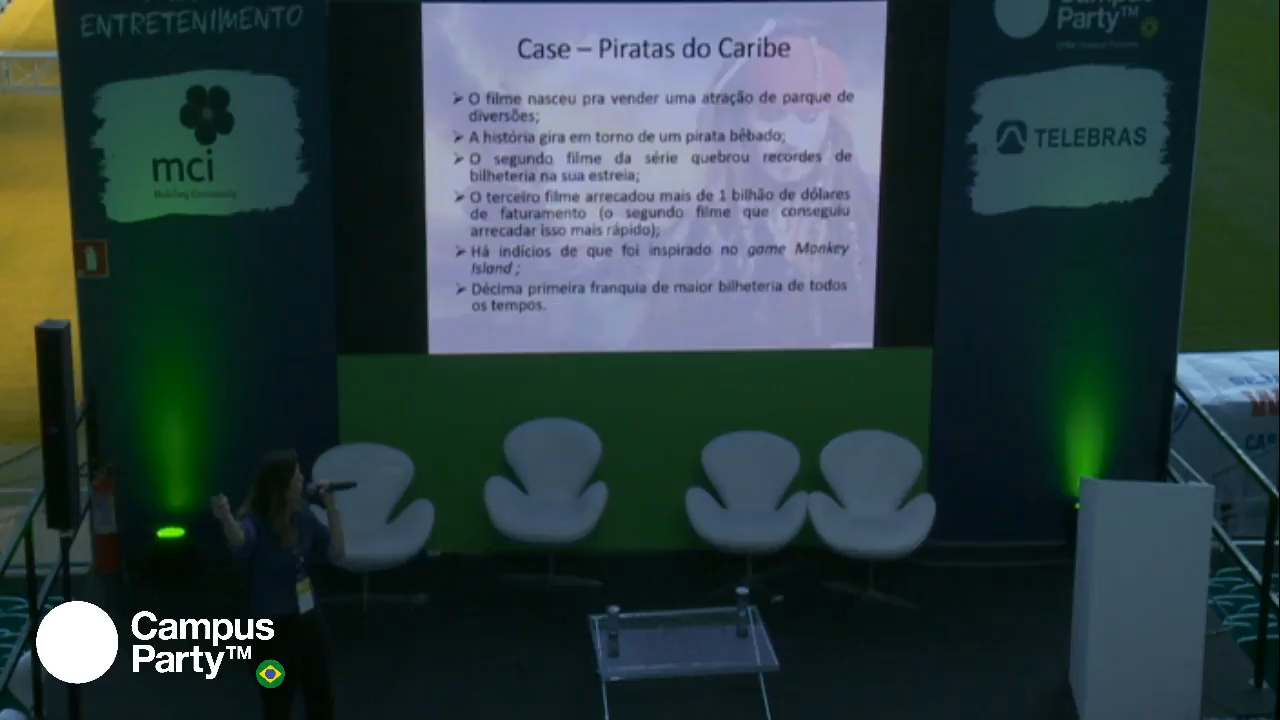 ENTRETENIMENTO
Party™
mci
TELEBRAS
Case – Piratas do Caribe
➢ O filme nasceu pra vender uma atração de parque de
diversões;
➢ A história gira em torno de um pirata bêbado;
➢ O segundo filme da série quebrou recordes de
bilheteria na sua estreia;
➢ O terceiro filme arrecadou mais de 1 bilhão de dólares
de faturamento (o segundo filme que conseguiu
arrecadar isso mais rápido);
➢ Há indícios de que foi inspirado no game Monkey
Island ;
➢ Décima primeira franquia de maior bilheteria de todos
os tempos.
Campus
Party™